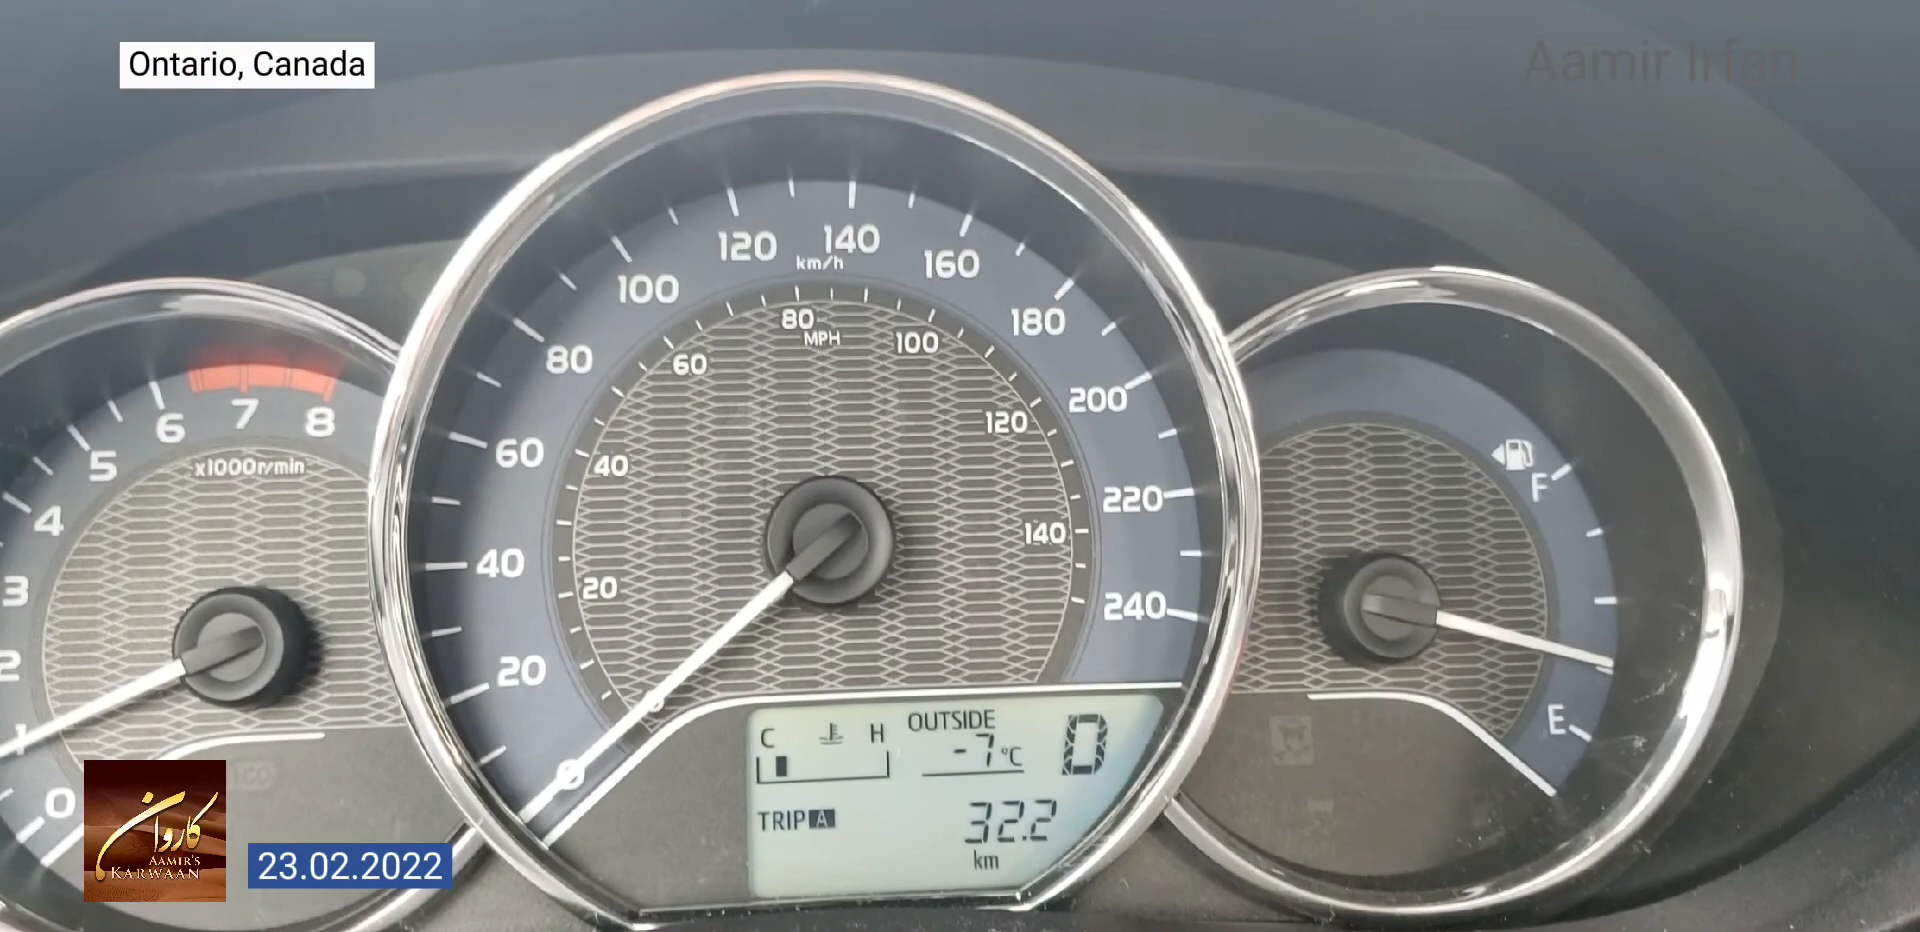 Ontario, Canada
Aamir Irfan
0
1
2
3
4
5
6
7
8
x1000r/min
20
40
60
80
100
120
140
160
180
200
220
240
km/h
20
40
60
80
100
120
140
MPH
0
0
F
E
C
H
OUTSIDE
-7°C
0
TRIP A
32.2
km
کاروان
AAMIR'S
KARWAAN
23.02.2022